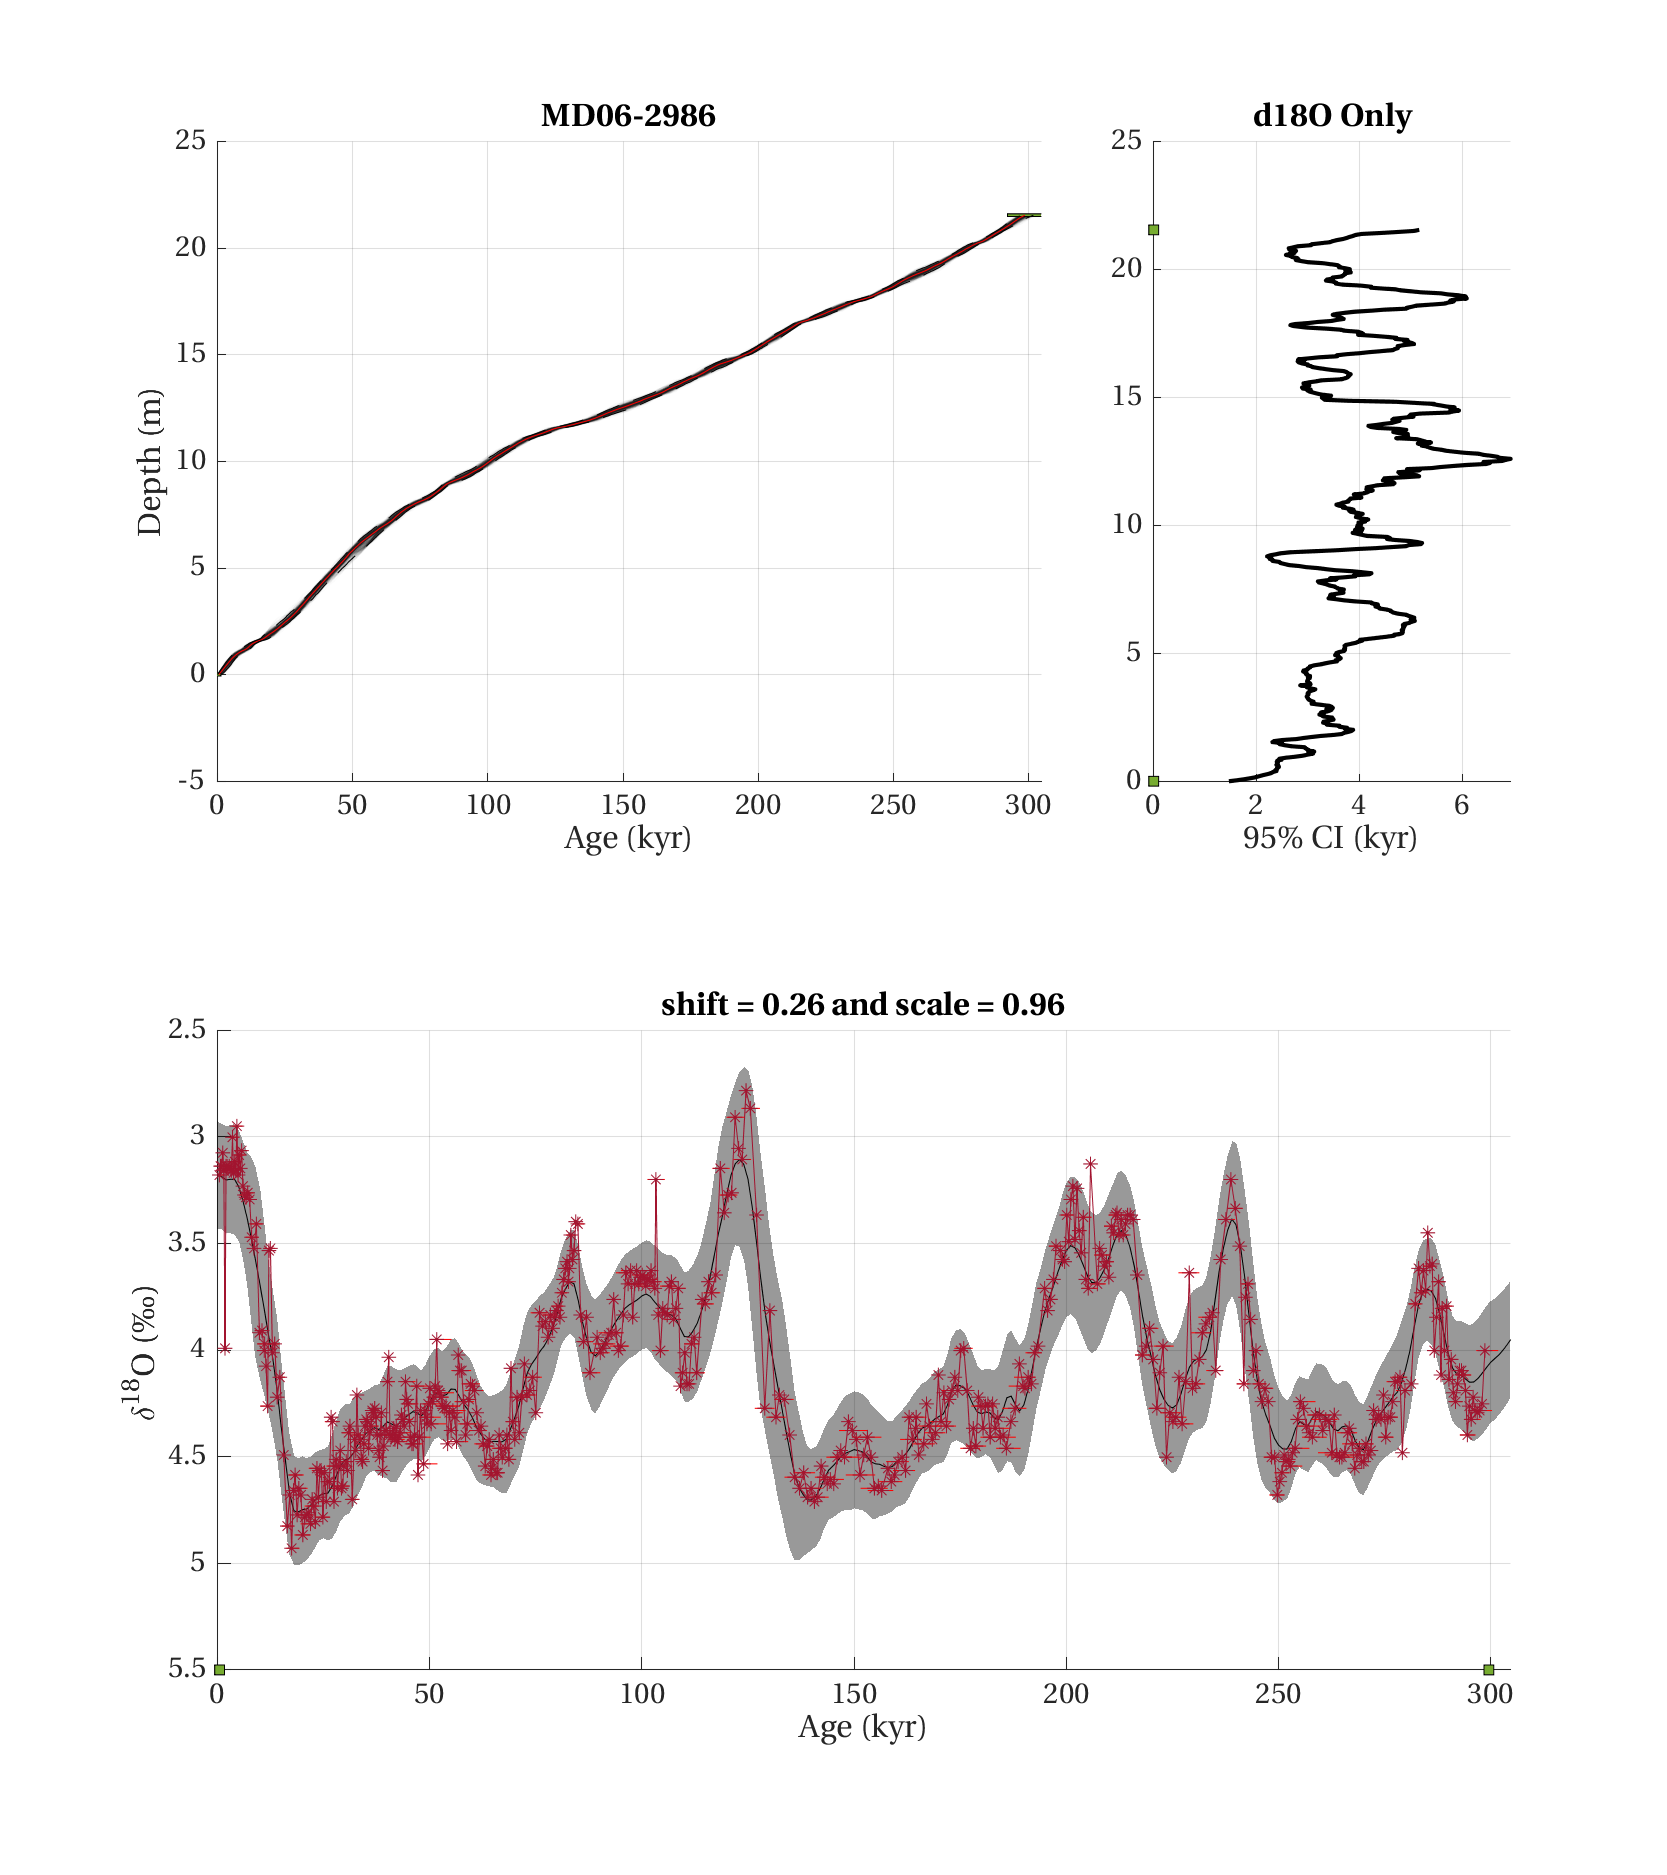 MD06-2986
25
20
15
10
5
0
-5
0 50 100 150 200 250 300
Age (kyr)
Depth (m)
d18O Only
25
20
15
10
5
0
0 2 4 6
95% CI (kyr)
shift = 0.26 and scale = 0.96
2.5
3
3.5
4
4.5
5
5.5
0 50 100 150 200 250 300
Age (kyr)
δ¹⁸O (‰)